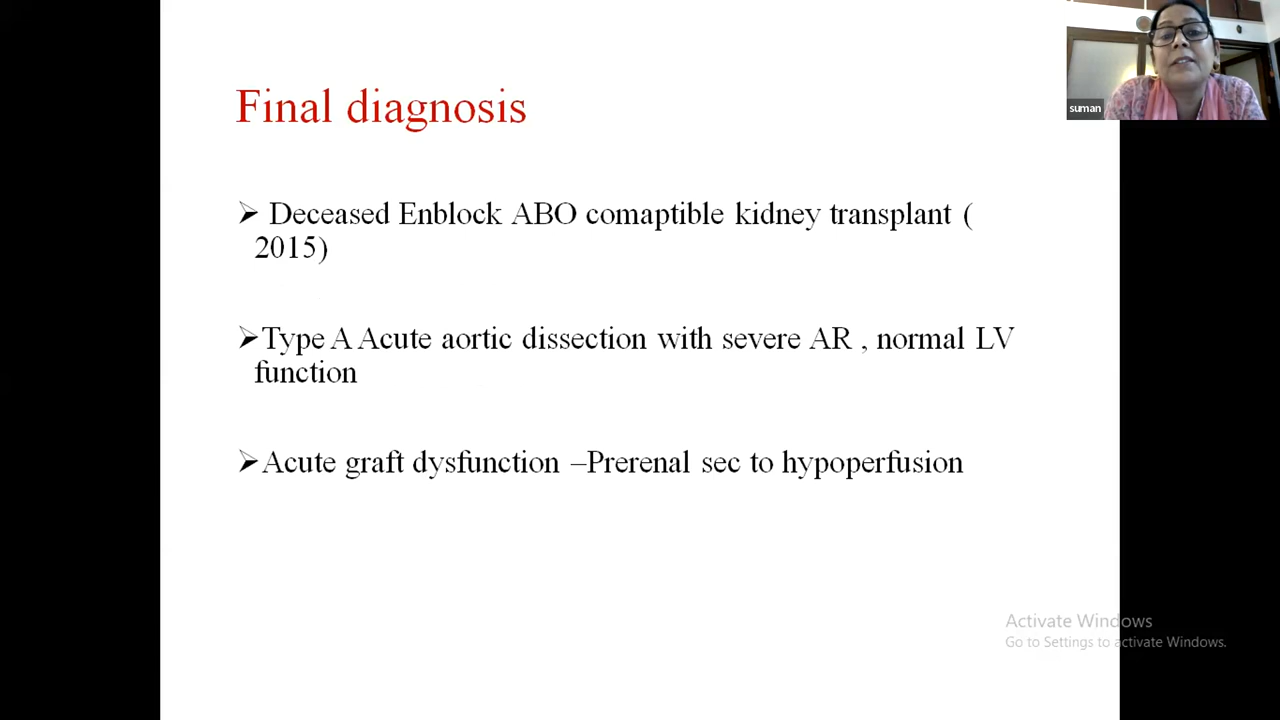 suman
Final diagnosis
➢ Deceased Enblock ABO comaptible kidney transplant (
2015)
➢Type A Acute aortic dissection with severe AR , normal LV
function
➢Acute graft dysfunction –Prerenal sec to hypoperfusion
Activate Windows
Go to Settings to activate Windows.